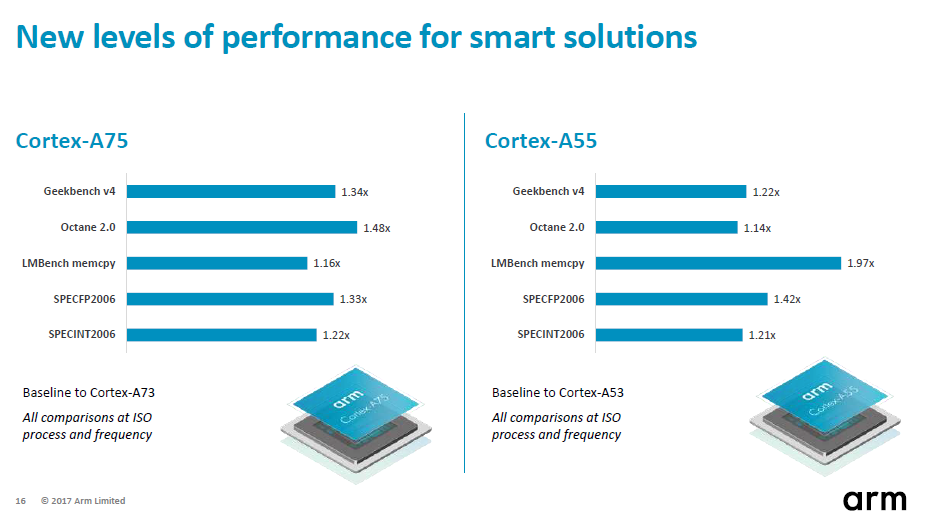 New levels of performance for smart solutions
Cortex-A75
Geekbench v4
1.34x
Octane 2.0
1.48x
LMBench memcpy
1.16x
SPECFP2006
1.33x
SPECINT2006
1.22x
Baseline to Cortex-A73
All comparisons at ISO
process and frequency
arm
Cortex-A75
Cortex-A55
Geekbench v4
1.22x
Octane 2.0
1.14x
LMBench memcpy
1.97x
SPECFP2006
1.42x
SPECINT2006
1.21x
Baseline to Cortex-A53
All comparisons at ISO
process and frequency
arm
Cortex-A55
16 © 2017 Arm Limited
arm